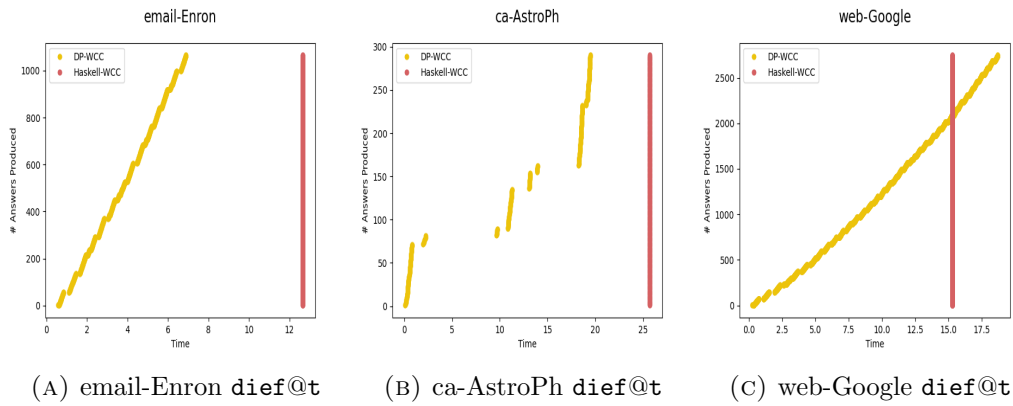 email-Enron
DP-WCC
Haskell-WCC
# Answers Produced
1000
800
600
400
200
0
0 2 4 6 8 10 12
Time
(A) email-Enron dief@t
ca-AstroPh
DP-WCC
Haskell-WCC
# Answers Produced
300
250
200
150
100
50
0
0 5 10 15 20 25
Time
(B) ca-AstroPh dief@t
web-Google
DP-WCC
Haskell-WCC
# Answers Produced
2500
2000
1500
1000
500
0
0.0 2.5 5.0 7.5 10.0 12.5 15.0 17.5
Time
(C) web-Google dief@t